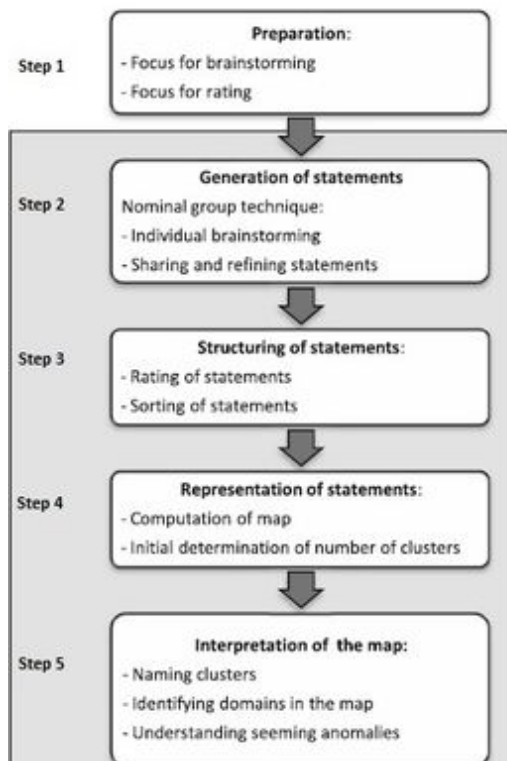 Step 1
Preparation:
- Focus for brainstorming
- Focus for rating
Step 2
Generation of statements
Nominal group technique:
- Individual brainstorming
- Sharing and refining statements
Step 3
Structuring of statements:
- Rating of statements
- Sorting of statements
Step 4
Representation of statements:
- Computation of map
- Initial determination of number of clusters
Step 5
Interpretation of the map:
- Naming clusters
- Identifying domains in the map
- Understanding seeming anomalies